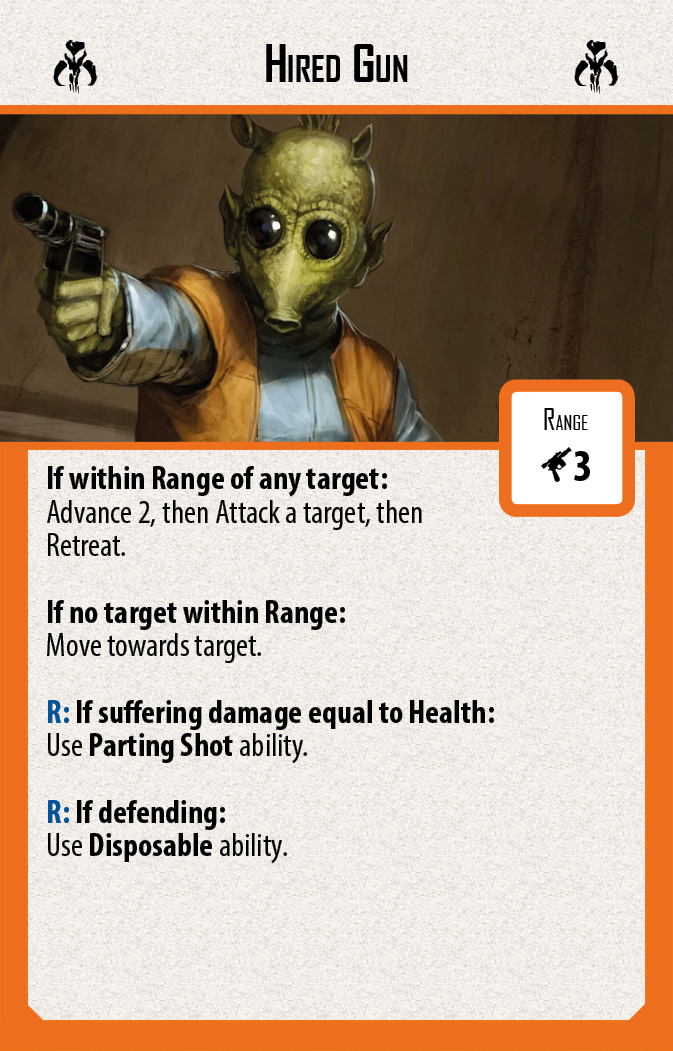 Hired Gun
Range
3
If within Range of any target:
Advance 2, then Attack a target, then
Retreat.
If no target within Range:
Move towards target.
R: If suffering damage equal to Health:
Use Parting Shot ability.
R: If defending:
Use Disposable ability.